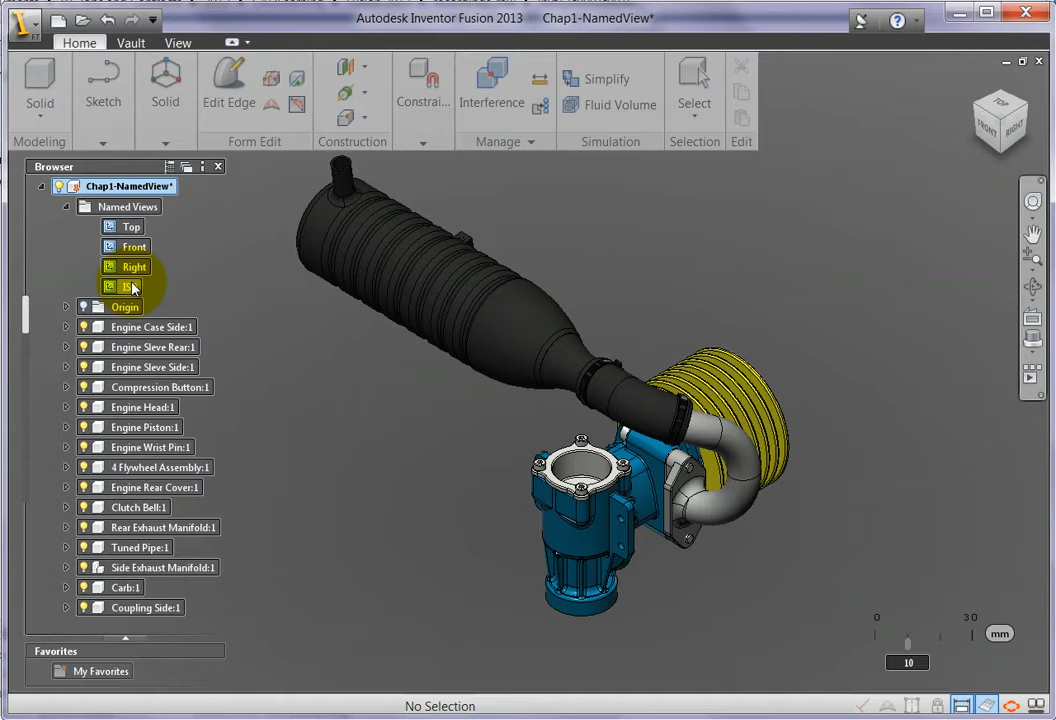 Autodesk Inventor Fusion 2013 Chap1-NamedView*
FT
Home Vault View
Solid
Sketch
Solid
Edit Edge
Constrai...
Interference
Simplify
Fluid Volume
Select
Modeling
Form Edit
Construction
Manage
Simulation
Selection
Edit
TOP
FRONT
RIGHT
Browser
Chap1-NamedView*
Named Views
Top
Front
Right
Origin
Engine Case Side:1
Engine Sleve Rear:1
Engine Sleve Side:1
Compression Button:1
Engine Head:1
Engine Piston:1
Engine Wrist Pin:1
4 Flywheel Assembly:1
Engine Rear Cover:1
Clutch Bell:1
Rear Exhaust Manifold:1
Tuned Pipe:1
Side Exhaust Manifold:1
Carb:1
Coupling Side:1
Favorites
My Favorites
0 30
mm
10
No Selection